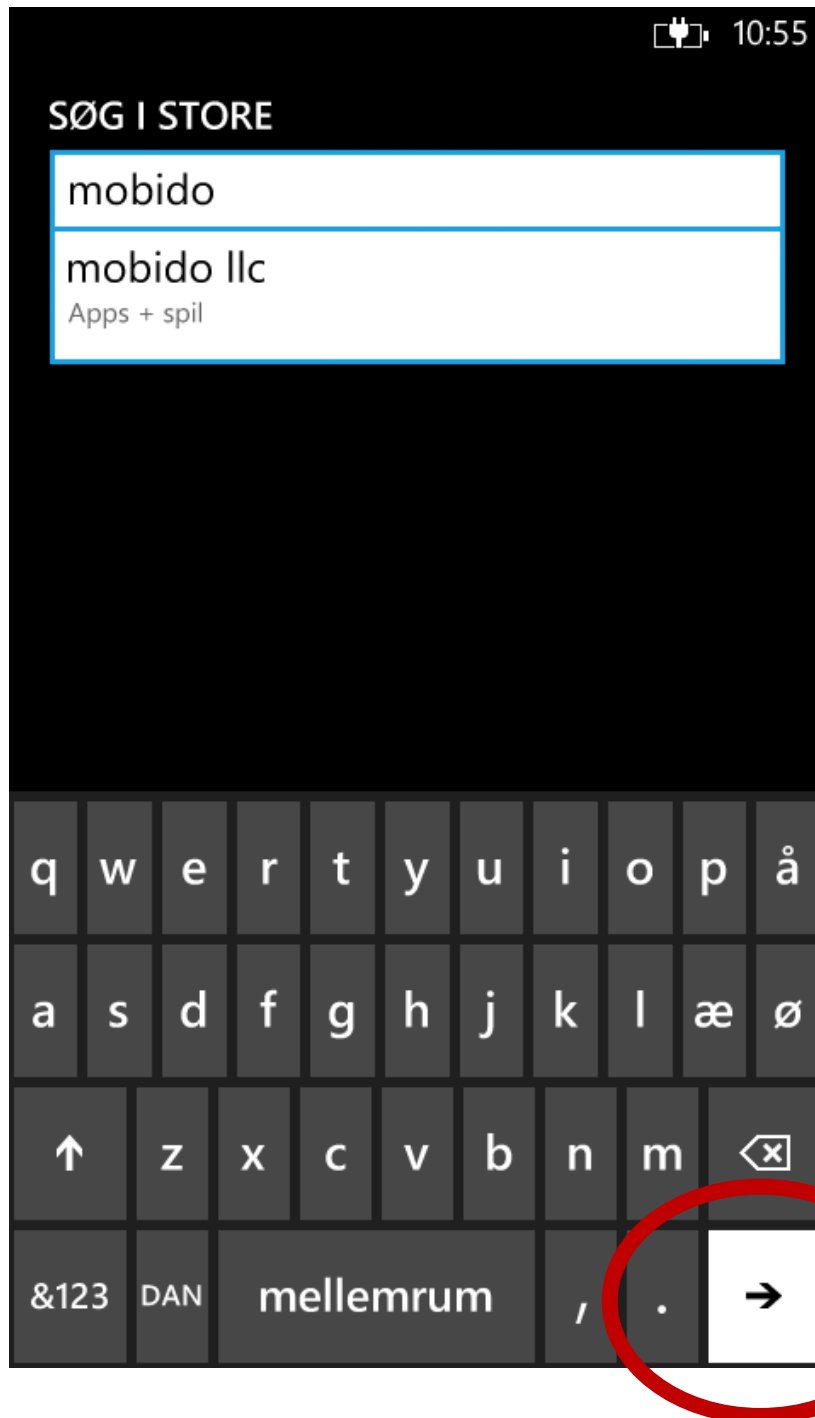 10:55
SØG I STORE
mobido
mobido llc
Apps + spil
q w e r t y u i o p å
a s d f g h j k l æ ø
z x c v b n m
&123 DAN mellemrum , .